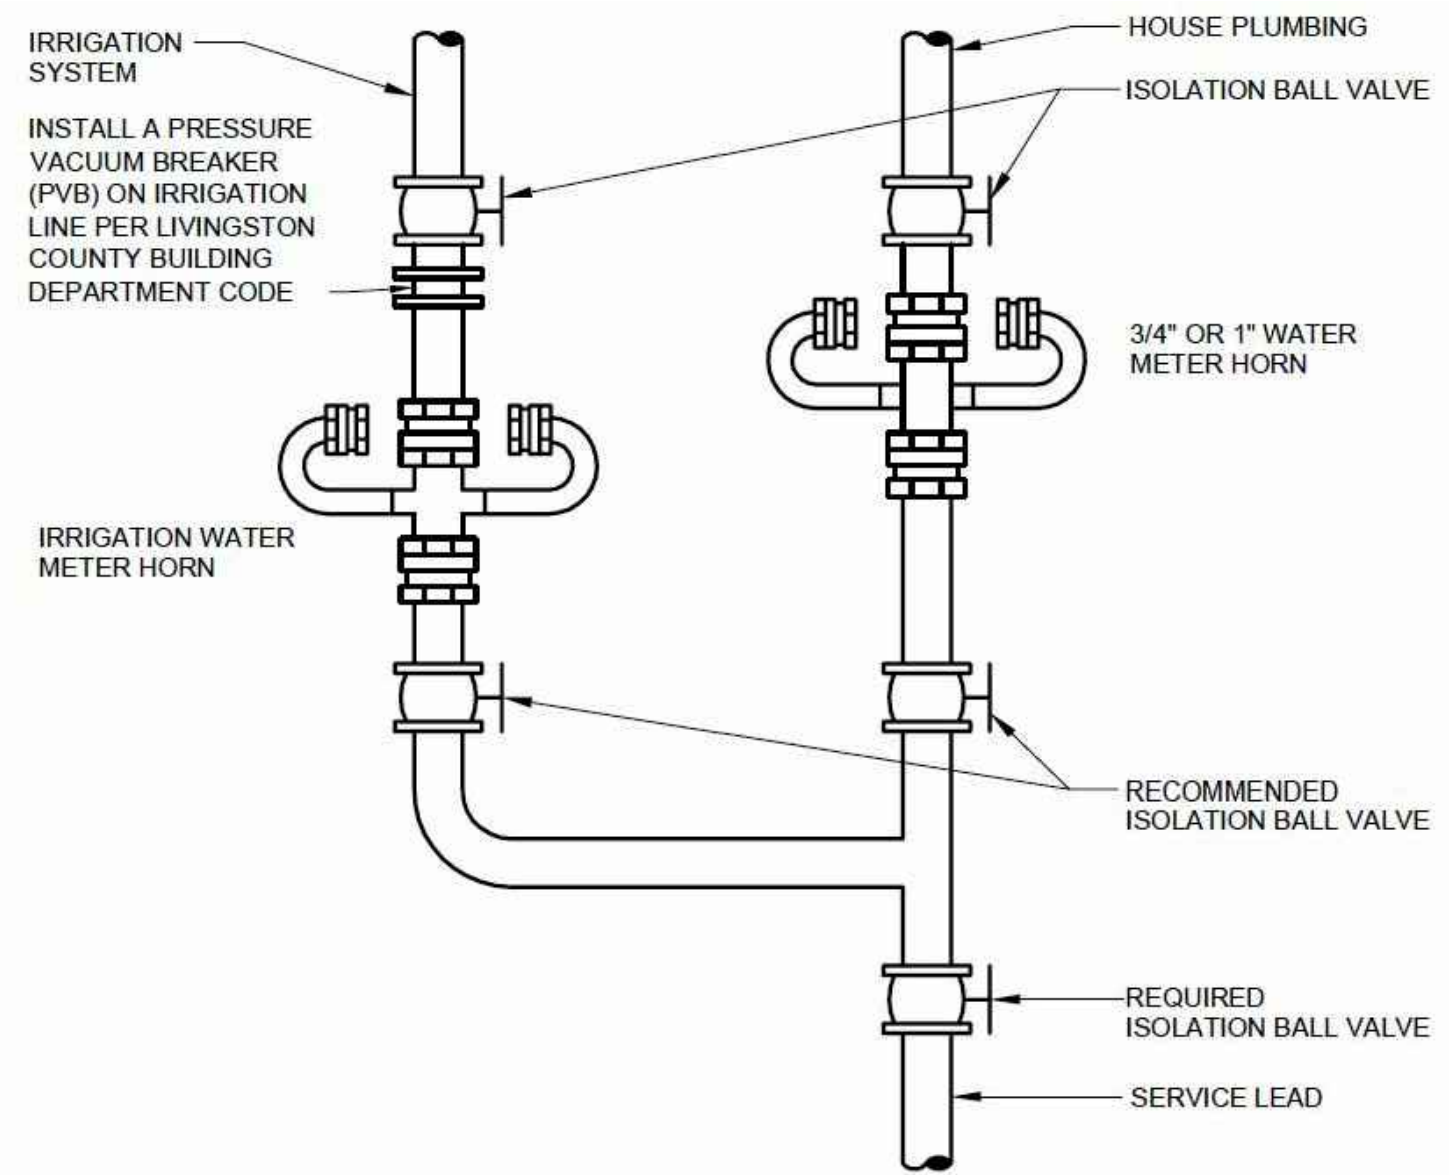 IRRIGATION
SYSTEM
INSTALL A PRESSURE
VACUUM BREAKER
(PVB) ON IRRIGATION
LINE PER LIVINGSTON
COUNTY BUILDING
DEPARTMENT CODE
HOUSE PLUMBING
ISOLATION BALL VALVE
3/4" OR 1" WATER
METER HORN
IRRIGATION WATER
METER HORN
RECOMMENDED
ISOLATION BALL VALVE
REQUIRED
ISOLATION BALL VALVE
SERVICE LEAD